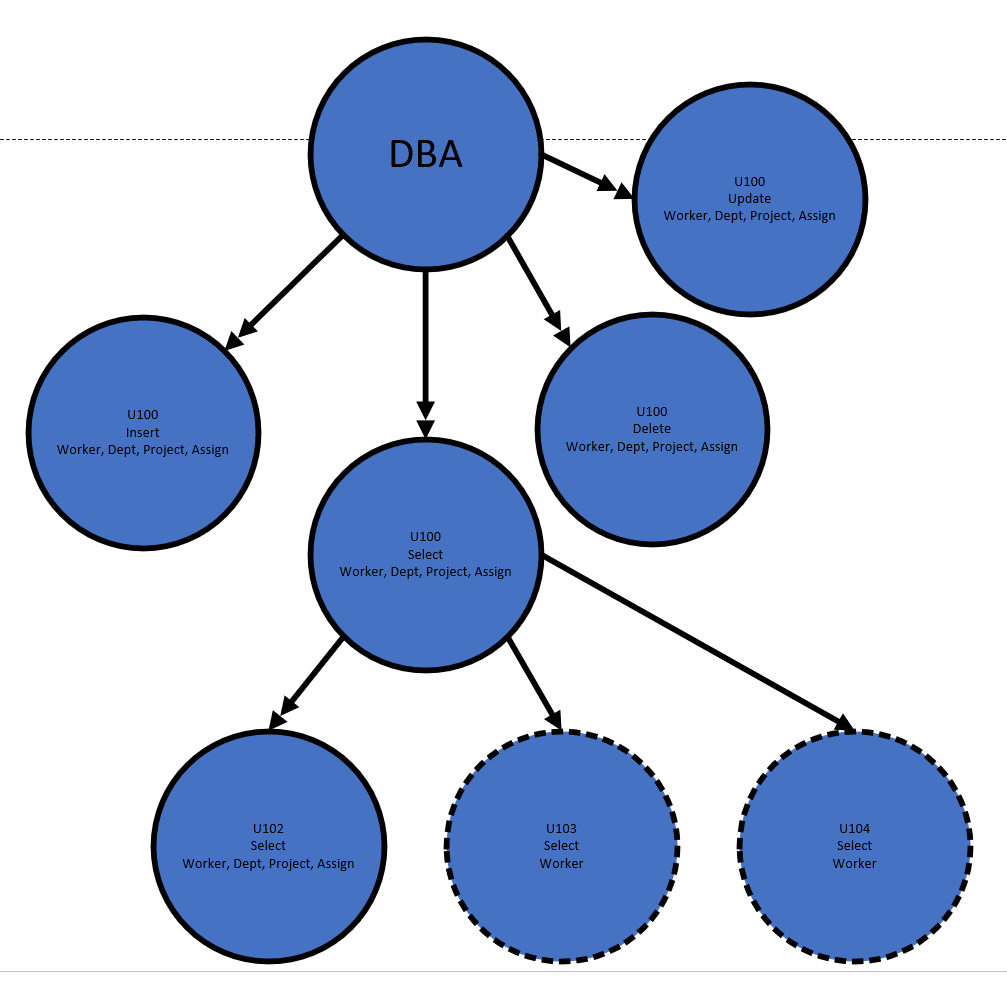 DBA
U100
Update
Worker, Dept, Project, Assign
U100
Insert
Worker, Dept, Project, Assign
U100
Delete
Worker, Dept, Project, Assign
U100
Select
Worker, Dept, Project, Assign
U102
Select
Worker, Dept, Project, Assign
U103
Select
Worker
U104
Select
Worker